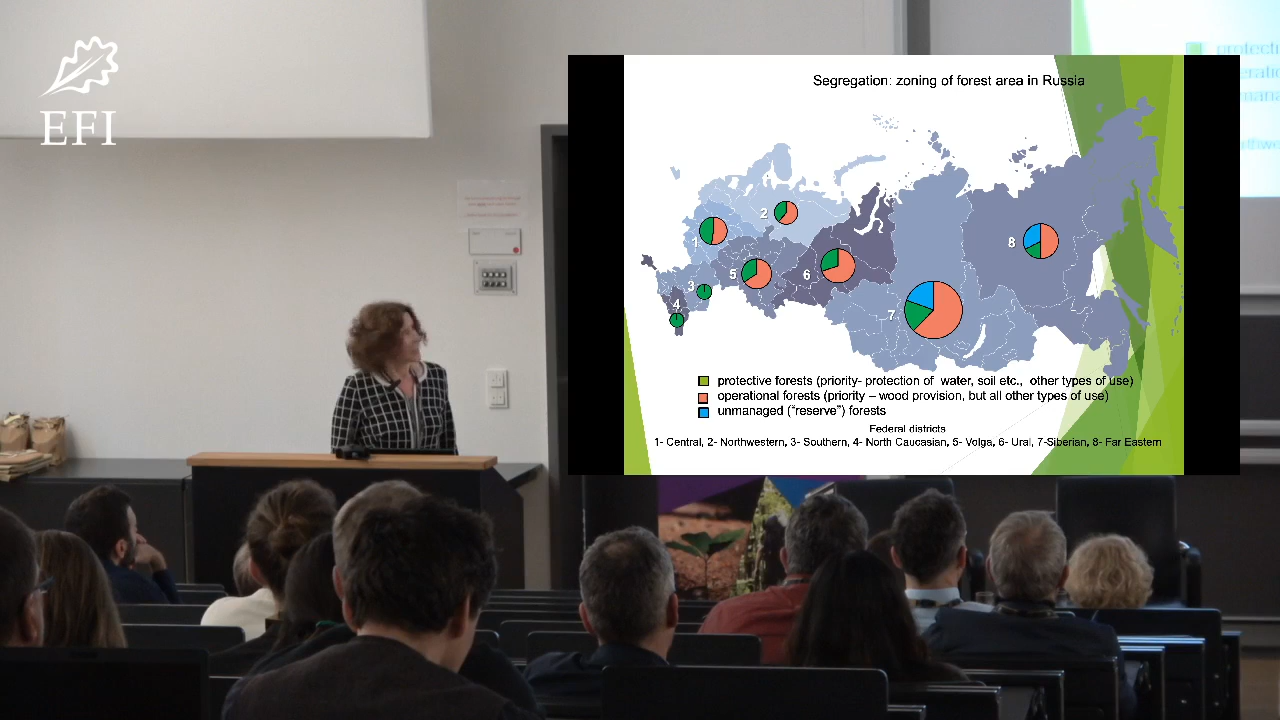 EFI
Segregation: zoning of forest area in Russia
2
1
8
5
6
3
4
7
protective forests (priority- protection of water, soil etc., other types of use)
operational forests (priority – wood provision, but all other types of use)
unmanaged ("reserve") forests
Federal districts
1- Central, 2- Northwestern, 3- Southern, 4- North Caucasian, 5- Volga, 6- Ural, 7-Siberian, 8- Far Eastern